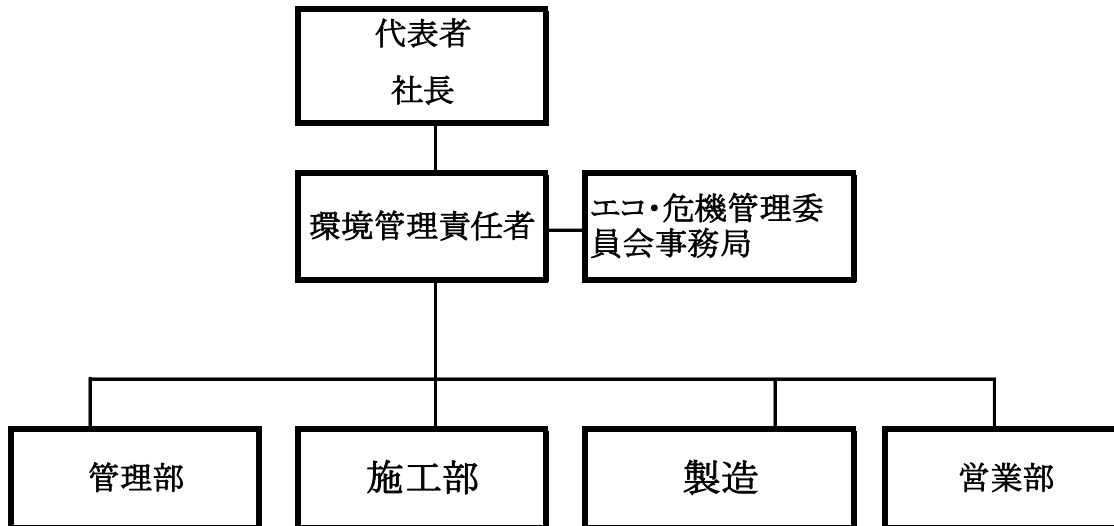 代表者
社長
環境管理責任者
エコ・危機管理委
員会事務局
管理部
施工部
製造
営業部